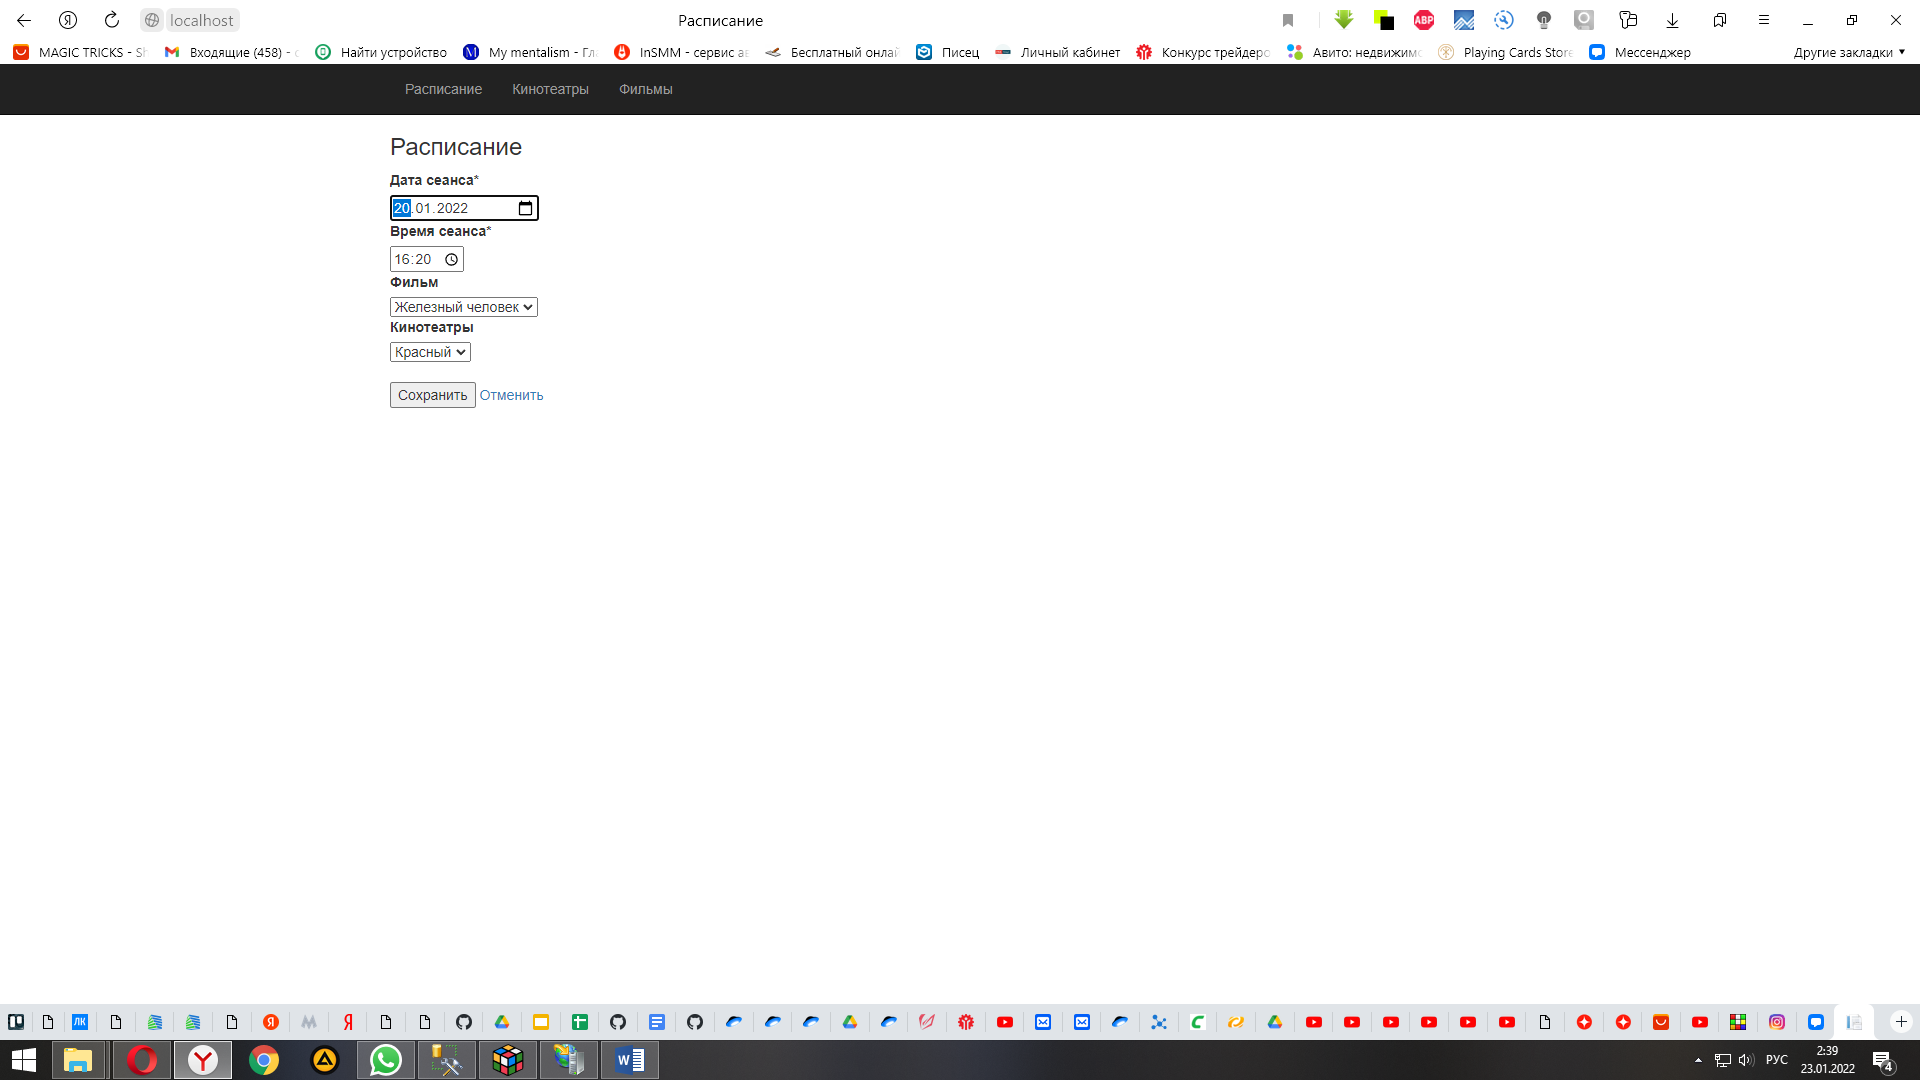 localhost
Расписание
MAGIC TRICKS - Sh
Входящие (458) - c
Найти устройство
My mentalism - Гла
InSMM - сервис ав
Бесплатный онлай
Писец
Личный кабинет
Конкурс трейдеро
Авито: недвижимо
Playing Cards Store
Мессенджер
Другие закладки
Расписание Кинотеатры Фильмы
Расписание
Дата сеанса*
20.01.2022
Время сеанса*
16:20
Фильм
Железный человек
Кинотеатры
Красный
Сохранить Отменить
РУС
2:39
23.01.2022
4